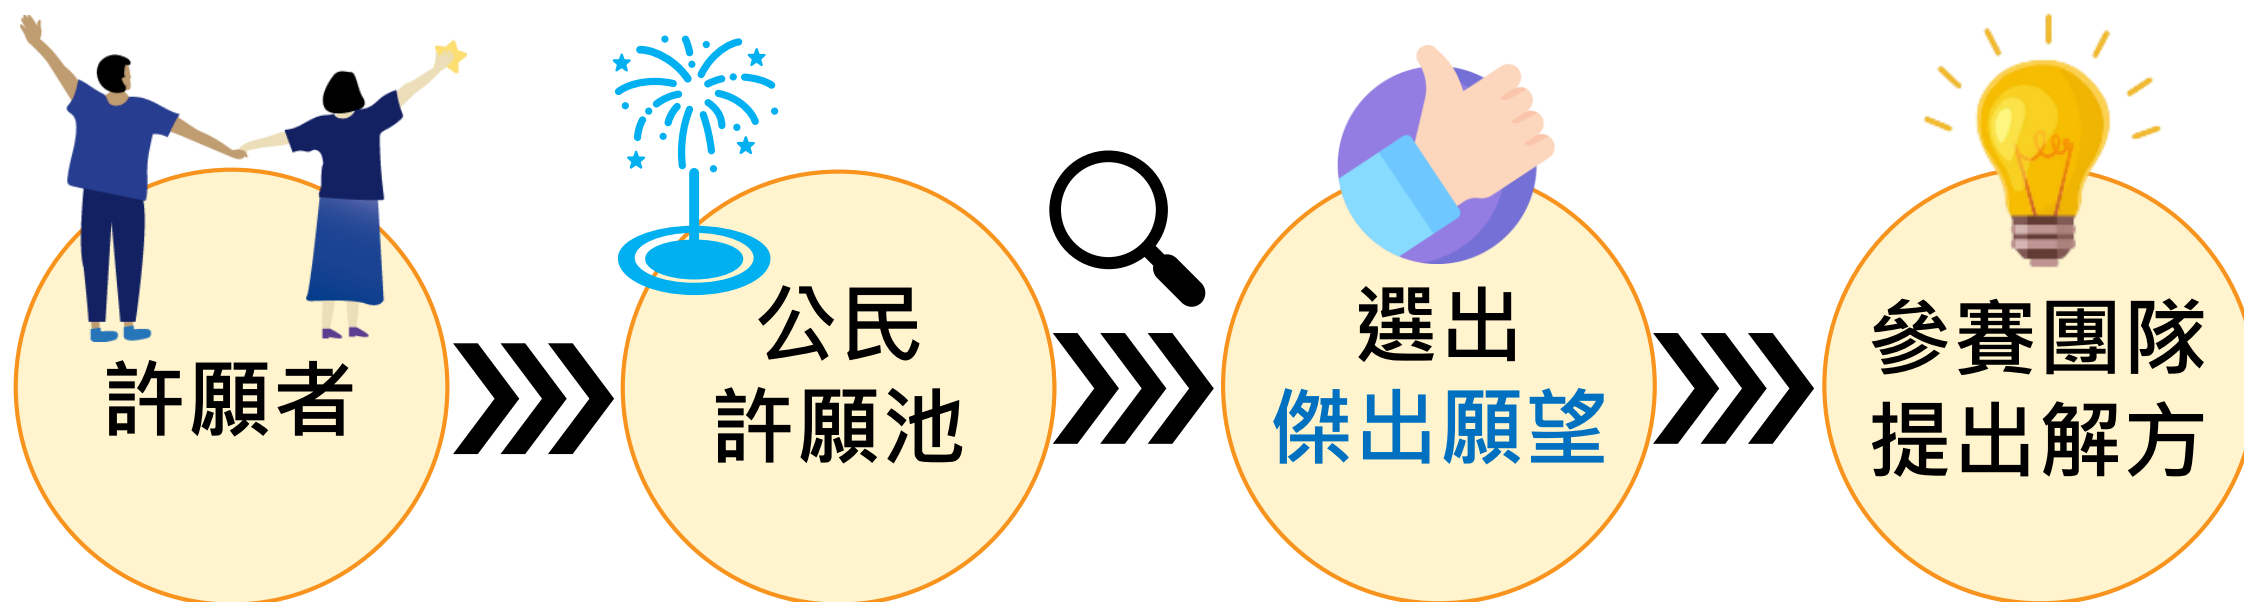 許願者
公民
許願池
選出
傑出願望
參賽團隊
提出解方